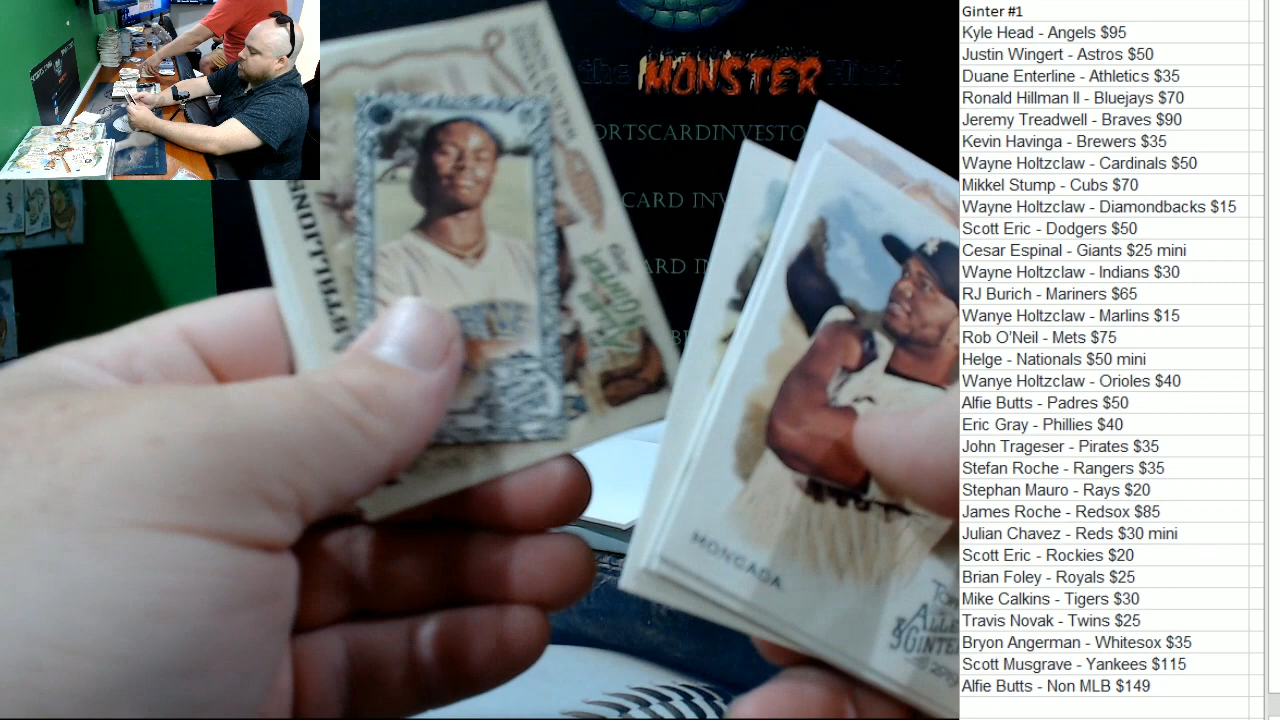 the MONSTER
ORTSCARDINVESTO
CARD INV
ARD IN
MONCADA
ALLE
GINTE
Ginter #1
Kyle Head - Angels $95
Justin Wingert - Astros $50
Duane Enterline - Athletics $35
Ronald Hillman II - Bluejays $70
Jeremy Treadwell - Braves $90
Kevin Havinga - Brewers $35
Wayne Holtzclaw - Cardinals $50
Mikkel Stump - Cubs $70
Wayne Holtzclaw - Diamondbacks $15
Scott Eric - Dodgers $50
Cesar Espinal - Giants $25 mini
Wayne Holtzclaw - Indians $30
RJ Burich - Mariners $65
Wanye Holtzclaw - Marlins $15
Rob O'Neil - Mets $75
Helge - Nationals $50 mini
Wanye Holtzclaw - Orioles $40
Alfie Butts - Padres $50
Eric Gray - Phillies $40
John Trageser - Pirates $35
Stefan Roche - Rangers $35
Stephan Mauro - Rays $20
James Roche - Redsox $85
Julian Chavez - Reds $30 mini
Scott Eric - Rockies $20
Brian Foley - Royals $25
Mike Calkins - Tigers $30
Travis Novak - Twins $25
Bryon Angerman - Whitesox $35
Scott Musgrave - Yankees $115
Alfie Butts - Non MLB $149